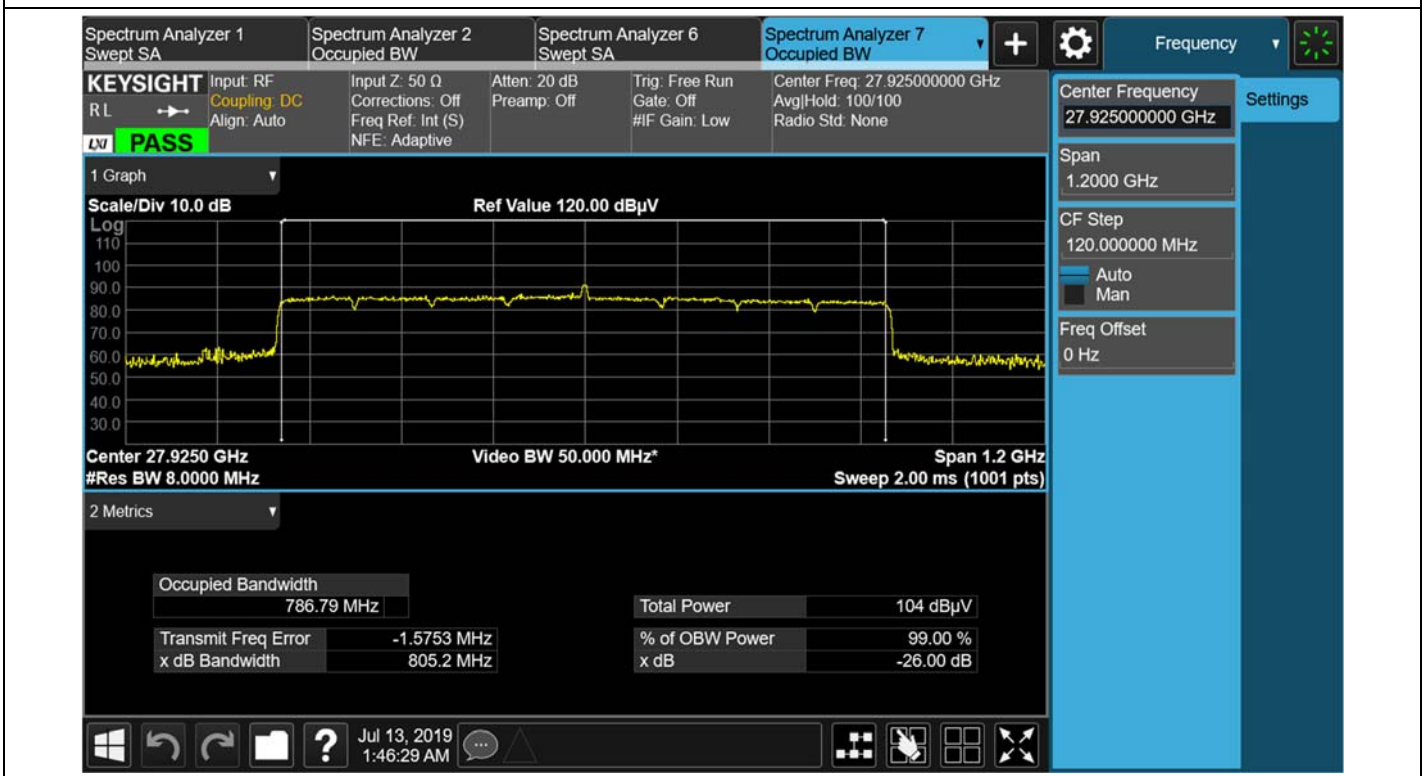 Spectrum Analyzer 1
Swept SA
Spectrum Analyzer 2
Occupied BW
Spectrum Analyzer 6
Swept SA
Spectrum Analyzer 7
Occupied BW
+
Frequency
KEYSIGHT
RL
LXI PASS
Input: RF
Coupling: DC
Align: Auto
Input Z: 50 Ω
Corrections: Off
Freq Ref: Int (S)
NFE: Adaptive
Atten: 20 dB
Preamp: Off
Trig: Free Run
Gate: Off
#IF Gain: Low
Center Freq: 27.925000000 GHz
Avg|Hold: 100/100
Radio Std: None
Center Frequency
27.925000000 GHz
Settings
Span
1.2000 GHz
CF Step
120.000000 MHz
Auto
Man
Freq Offset
0 Hz
1 Graph
Scale/Div 10.0 dB
Ref Value 120.00 dBµV
Log
110
100
90.0
80.0
70.0
60.0
50.0
40.0
30.0
Center 27.9250 GHz
Video BW 50.000 MHz*
Span 1.2 GHz
#Res BW 8.0000 MHz
Sweep 2.00 ms (1001 pts)
2 Metrics
Occupied Bandwidth
786.79 MHz
Total Power 104 dBµV
Transmit Freq Error -1.5753 MHz
% of OBW Power 99.00 %
x dB Bandwidth 805.2 MHz
x dB -26.00 dB
?
Jul 13, 2019
1:46:29 AM